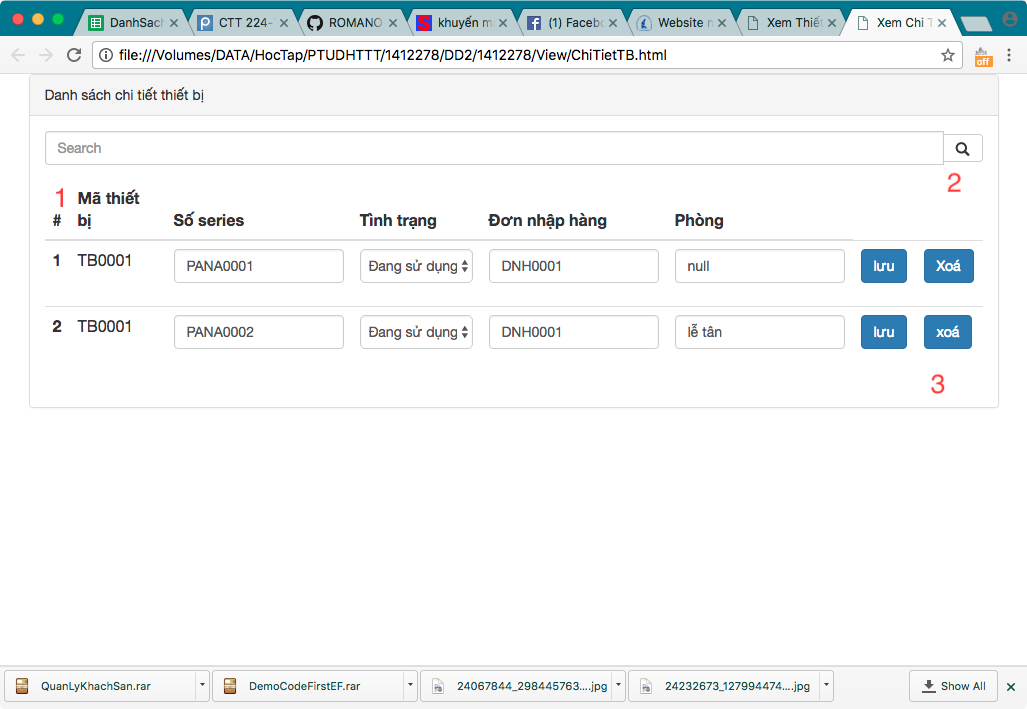 DanhSac
CTT 224-
ROMANO
khuyến m
(1) Facebo
Website n
Xem Thiế
Xem Chi T
file:///Volumes/DATA/HocTap/PTUDHTTT/1412278/DD2/1412278/View/ChiTietTB.html
off
Danh sách chi tiết thiết bị
Search
1
2
# Mã thiết bị Số series Tình trạng Đơn nhập hàng Phòng
1 TB0001 PANA0001 Đang sử dụng DNH0001 null lưu Xoá
2 TB0001 PANA0002 Đang sử dụng DNH0001 lễ tân lưu xoá
3
QuanLyKhachSan.rar
DemoCodeFirstEF.rar
24067844_298445763....jpg
24232673_127994474....jpg
Show All